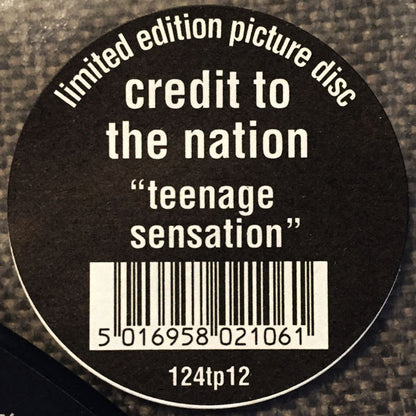 limited edition picture disc
credit to
the nation
“teenage
sensation”
5 016958 021061
124tp12